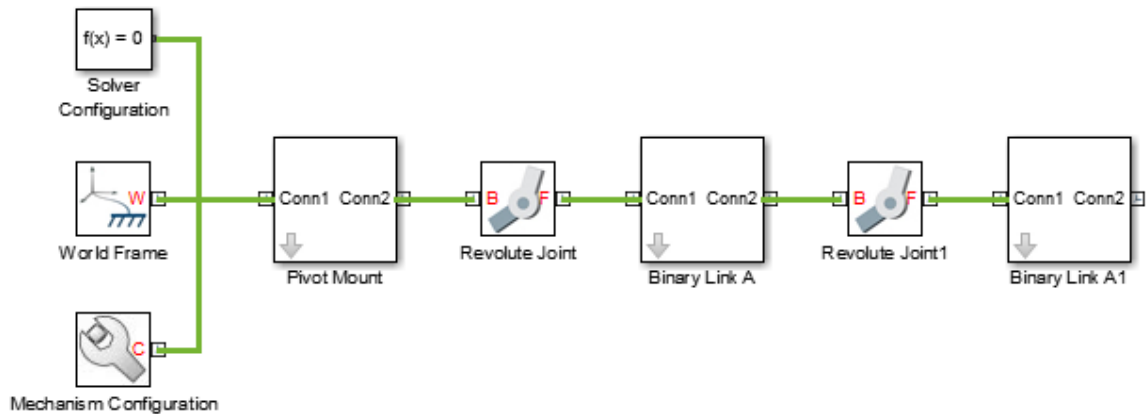 f(x) = 0
Solver
Configuration
W
World Frame
Conn1 Conn2
Pivot Mount
B F
Revolute Joint
Conn1 Conn2
Binary Link A
B F
Revolute Joint1
Conn1 Conn2
Binary Link A1
C
Mechanism Configuration